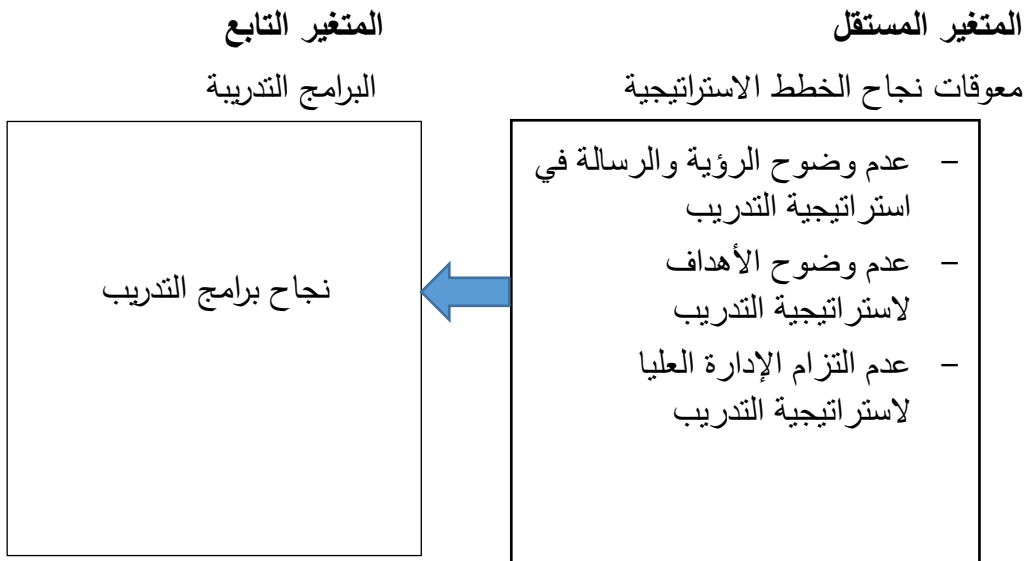 المتغير المستقل
معوقات نجاح الخطط الاستراتيجية
- عدم وضوح الرؤية والرسالة في
استراتيجية التدريب
- عدم وضوح الأهداف
لاستراتيجية التدريب
- عدم التزام الإدارة العليا
لاستراتيجية التدريب
المتغير التابع
البرامج التدريبة
نجاح برامج التدريب